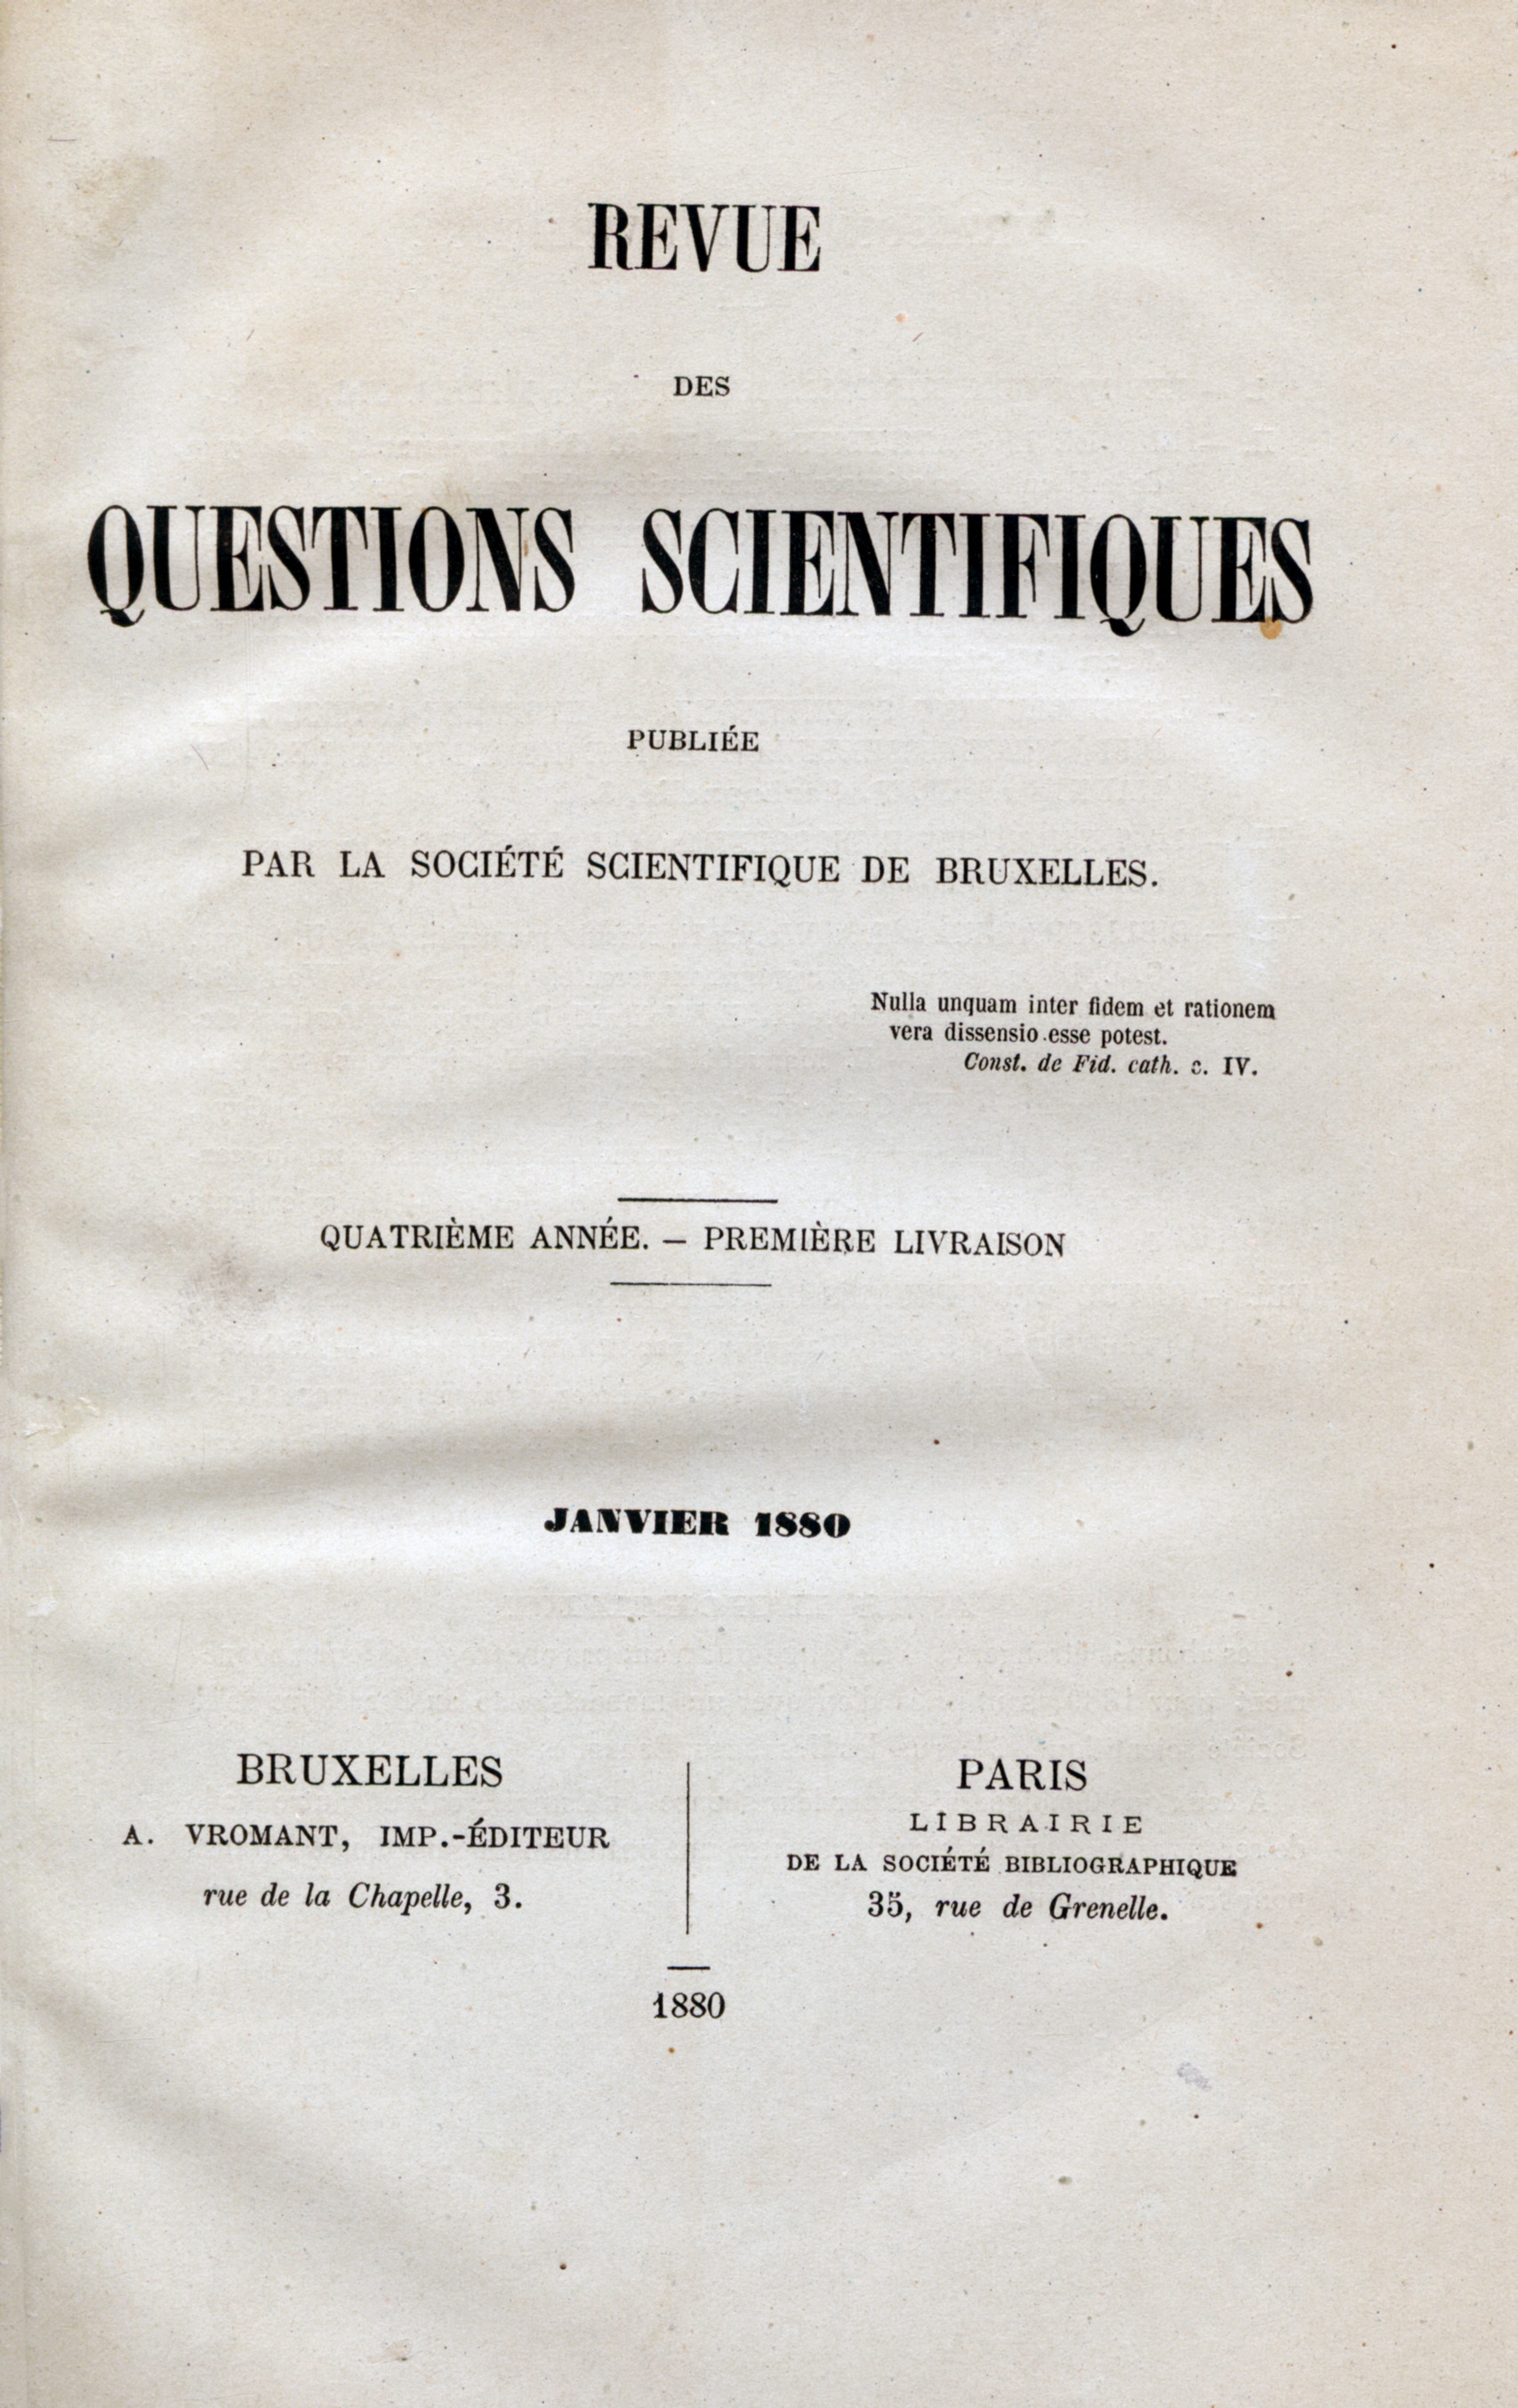 REVUE
DES
QUESTIONS SCIENTIFIQUES
PUBLIÉE
PAR LA SOCIÉTÉ SCIENTIFIQUE DE BRUXELLES.
Nulla unquam inter fidem et rationem
vera dissensio esse potest.
Const. de Fid. cath. c. IV.
QUATRIÈME ANNÉE. — PREMIÈRE LIVRAISON
JANVIER 1880
BRUXELLES
A. VROMANT, IMP.-ÉDITEUR
rue de la Chapelle, 3.
PARIS
LIBRAIRIE
DE LA SOCIÉTÉ BIBLIOGRAPHIQUE
35, rue de Grenelle.
1880